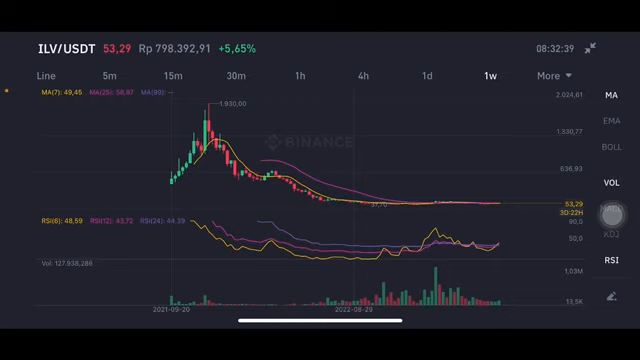 ILV/USDT 53,29 Rp 798.392,91 +5,65% 08:32:39
Line 5m 15m 30m 1h 4h 1d 1w More
MA(7): 49,45 MA(25): 58,87 MA(99): --
1.930,00
2.024,61
1.330,77
636,93
BINANCE
37,70
53,29
3D:22H
RSI(6): 48,59 RSI(12): 43,72 RSI(24): 44,39
90,0
50,0
Vol: 127.938,286
1,03M
13,5K
2021-09-20 2022-08-29
MA
EMA
BOLL
VOL
KDJ
RSI